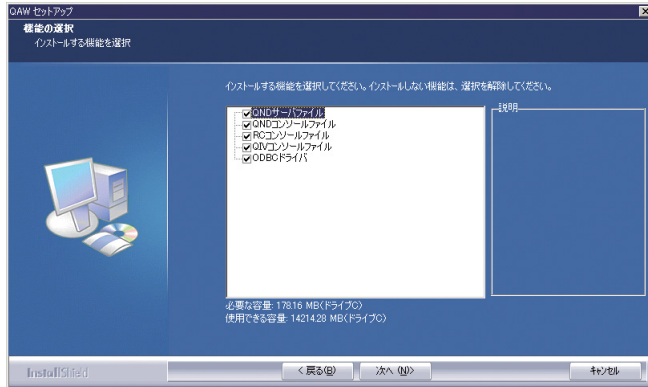 QAW セットアップ
機能の選択
インストールする機能を選択
インストールする機能を選択してください。インストールしない機能は、選択を解除してください。
QNDサーバファイル
QNDコンソールファイル
RCコンソールファイル
QIVコンソールファイル
ODBCドライバ
説明
必要な容量: 178.16 MB(ドライブC)
使用できる容量: 14214.28 MB(ドライブC)
InstallShield
< 戻る(B)
次へ (N)>
キャンセル